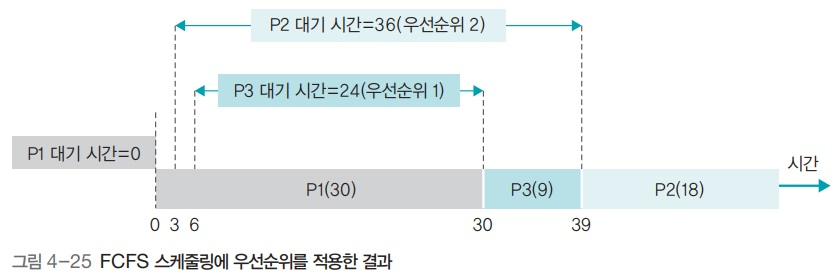 P2 대기 시간=36(우선순위 2)
P3 대기 시간=24(우선순위 1)
P1 대기 시간=0
시간
P1(30) P3(9) P2(18)
0 3 6 30 39
그림 4-25 FCFS 스케줄링에 우선순위를 적용한 결과